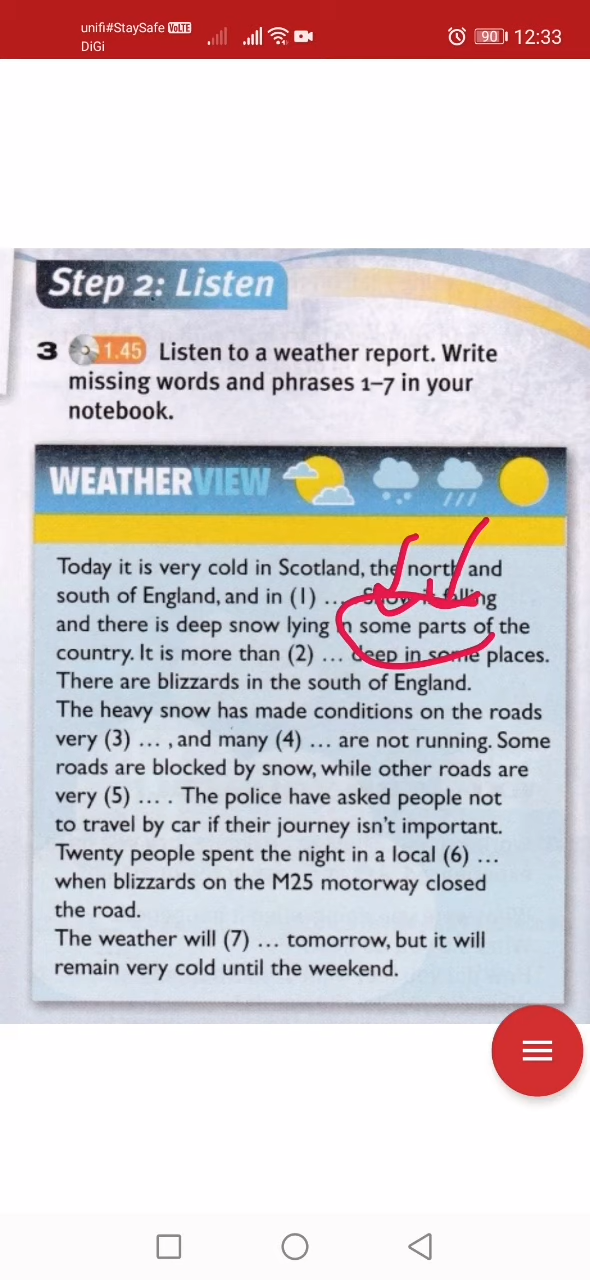 unifi#StaySafe VoLTE
DiGi
90
12:33
Step 2: Listen
3 1.45 Listen to a weather report. Write
missing words and phrases 1–7 in your
notebook.
WEATHERVIEW
Today it is very cold in Scotland, the north and
south of England, and in (1) .... Snow is falling
and there is deep snow lying in some parts of the
country. It is more than (2) ... deep in some places.
There are blizzards in the south of England.
The heavy snow has made conditions on the roads
very (3) ... , and many (4) ... are not running. Some
roads are blocked by snow, while other roads are
very (5) ... . The police have asked people not
to travel by car if their journey isn't important.
Twenty people spent the night in a local (6) ...
when blizzards on the M25 motorway closed
the road.
The weather will (7) ... tomorrow, but it will
remain very cold until the weekend.